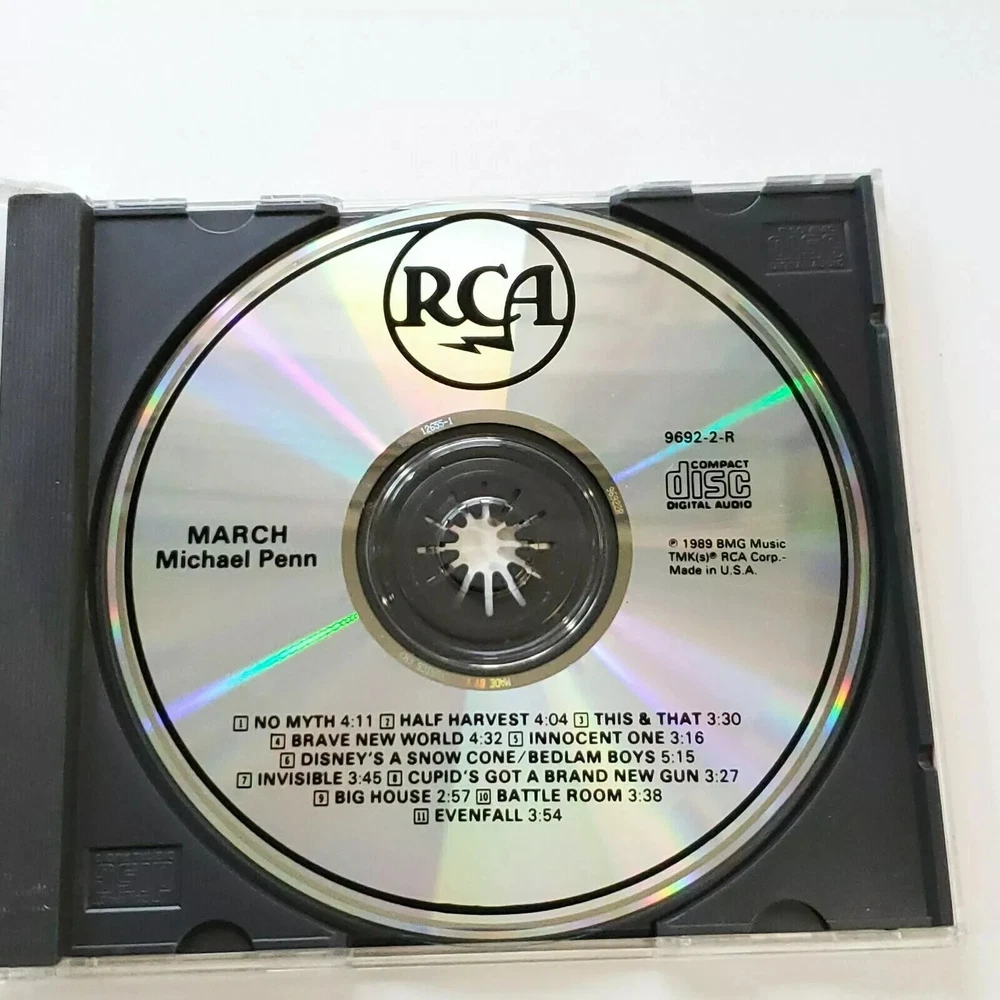 RCA
12655-1
9692-2-R
COMPACT
disc
DIGITAL AUDIO
MARCH
Michael Penn
℗ 1989 BMG Music
TMK(s)® RCA Corp.-
Made in U.S.A.
MADE BY
1 NO MYTH 4:11 2 HALF HARVEST 4:04 3 THIS & THAT 3:30
4 BRAVE NEW WORLD 4:32 5 INNOCENT ONE 3:16
6 DISNEY'S A SNOW CONE/BEDLAM BOYS 5:15
7 INVISIBLE 3:45 8 CUPID'S GOT A BRAND NEW GUN 3:27
9 BIG HOUSE 2:57 10 BATTLE ROOM 3:38
11 EVENFALL 3:54